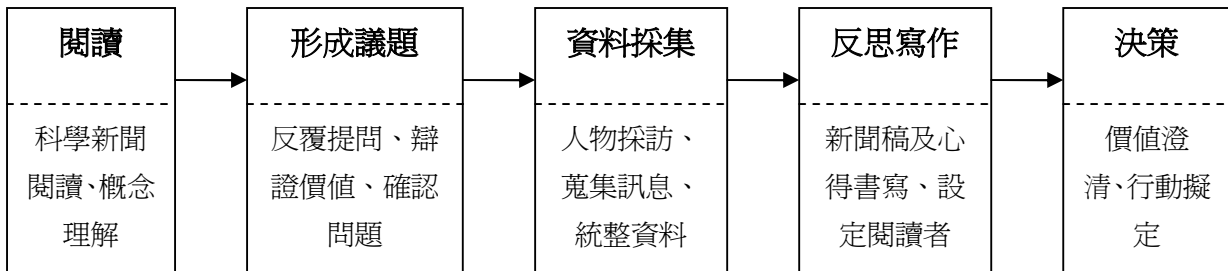 閱讀
科學新聞
閱讀、概念
理解
形成議題
反覆提問、辯
證價值、確認
問題
資料採集
人物採訪、
蒐集訊息、
統整資料
反思寫作
新聞稿及心
得書寫、設
定閱讀者
決策
價值澄
清、行動擬
定